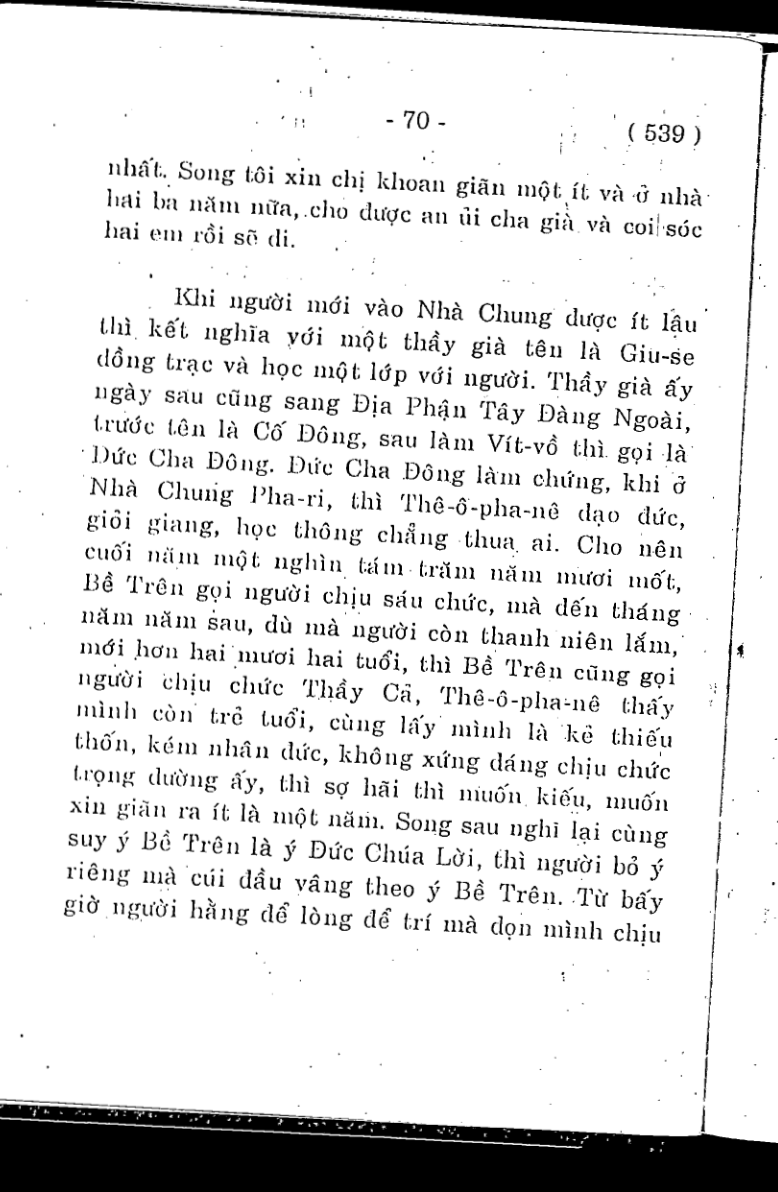 - 70 -
( 539 )
nhất. Song tôi xin chị khoan giãn một ít và ở nhà
hai ba năm nữa, cho được an ủi cha già và coi sóc
hai em rồi sẽ đi.
Khi người mới vào Nhà Chung được ít lâu
thì kết nghĩa với một thầy già tên là Giu-se
đồng trạc và học một lớp với người. Thầy già ấy
ngày sau cũng sang Địa Phận Tây Đàng Ngoài,
trước tên là Cố Đông, sau làm Vít-vồ thì gọi là
Đức Cha Đông. Đức Cha Đông làm chứng, khi ở
Nhà Chung Pha-ri, thì Thê-ô-pha-nê đạo đức,
giỏi giang, học thông chẳng thua ai. Cho nên
cuối năm một nghìn tám trăm năm mươi mốt,
Bề Trên gọi người chịu sáu chức, mà đến tháng
năm năm sau, dù mà người còn thanh niên lắm,
mới hơn hai mươi hai tuổi, thì Bề Trên cũng gọi
người chịu chức Thầy Cả, Thê-ô-pha-nê thấy
mình còn trẻ tuổi, cùng lấy mình là kẻ thiếu
thốn, kém nhân đức, không xứng đáng chịu chức
trọng dường ấy, thì sợ hãi thì muốn kiếu, muốn
xin giãn ra ít là một năm. Song sau nghĩ lại cùng
suy ý Bề Trên là ý Đức Chúa Lời, thì người bỏ ý
riêng mà cúi đầu vâng theo ý Bề Trên. Từ bấy
giờ người hằng để lòng để trí mà dọn mình chịu